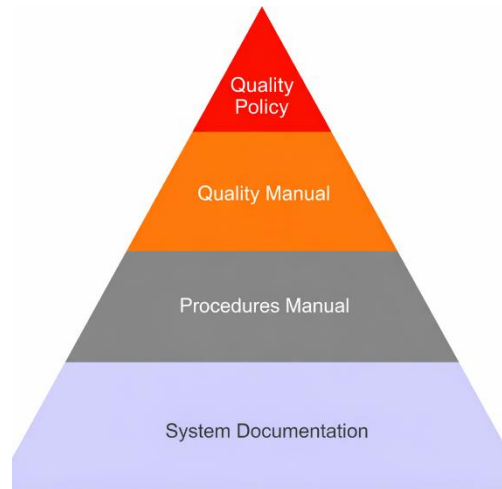 Quality
Policy
Quality Manual
Procedures Manual
System Documentation